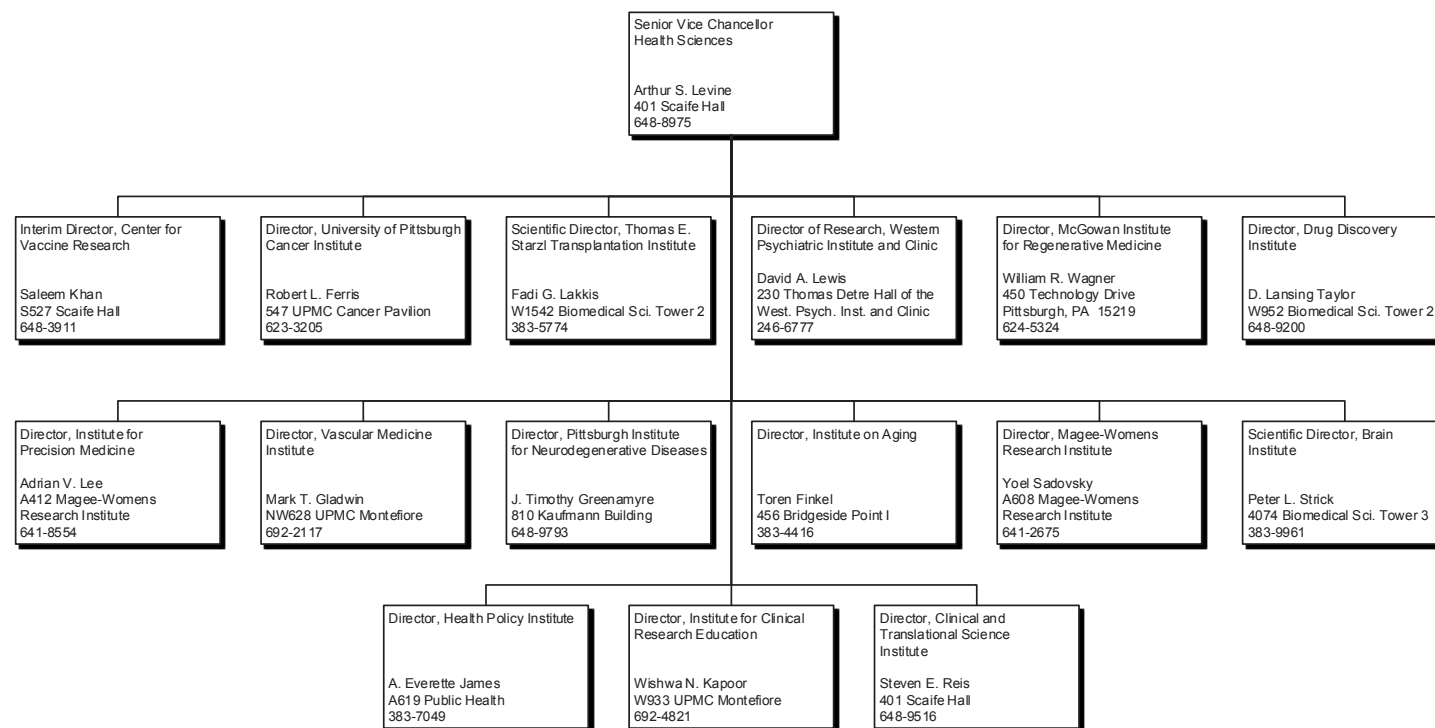 Senior Vice Chancellor
Health Sciences
Arthur S. Levine
401 Scaife Hall
648-8975
Interim Director, Center for
Vaccine Research
Saleem Khan
S527 Scaife Hall
648-3911
Director, University of Pittsburgh
Cancer Institute
Robert L. Ferris
547 UPMC Cancer Pavilion
623-3205
Scientific Director, Thomas E.
Starzl Transplantation Institute
Fadi G. Lakkis
W1542 Biomedical Sci. Tower 2
383-5774
Director of Research, Western
Psychiatric Institute and Clinic
David A. Lewis
230 Thomas Detre Hall of the
West. Psych. Inst. and Clinic
246-6777
Director, McGowan Institute
for Regenerative Medicine
William R. Wagner
450 Technology Drive
Pittsburgh, PA 15219
624-5324
Director, Drug Discovery
Institute
D. Lansing Taylor
W952 Biomedical Sci. Tower 2
648-9200
Director, Institute for
Precision Medicine
Adrian V. Lee
A412 Magee-Womens
Research Institute
641-8554
Director, Vascular Medicine
Institute
Mark T. Gladwin
NW628 UPMC Montefiore
692-2117
Director, Pittsburgh Institute
for Neurodegenerative Diseases
J. Timothy Greenamyre
810 Kaufmann Building
648-9793
Director, Institute on Aging
Toren Finkel
456 Bridgeside Point I
383-4416
Director, Magee-Womens
Research Institute
Yoel Sadovsky
A608 Magee-Womens
Research Institute
641-2675
Scientific Director, Brain
Institute
Peter L. Strick
4074 Biomedical Sci. Tower 3
383-9961
Director, Health Policy Institute
A. Everette James
A619 Public Health
383-7049
Director, Institute for Clinical
Research Education
Wishwa N. Kapoor
W933 UPMC Montefiore
692-4821
Director, Clinical and
Translational Science
Institute
Steven E. Reis
401 Scaife Hall
648-9516